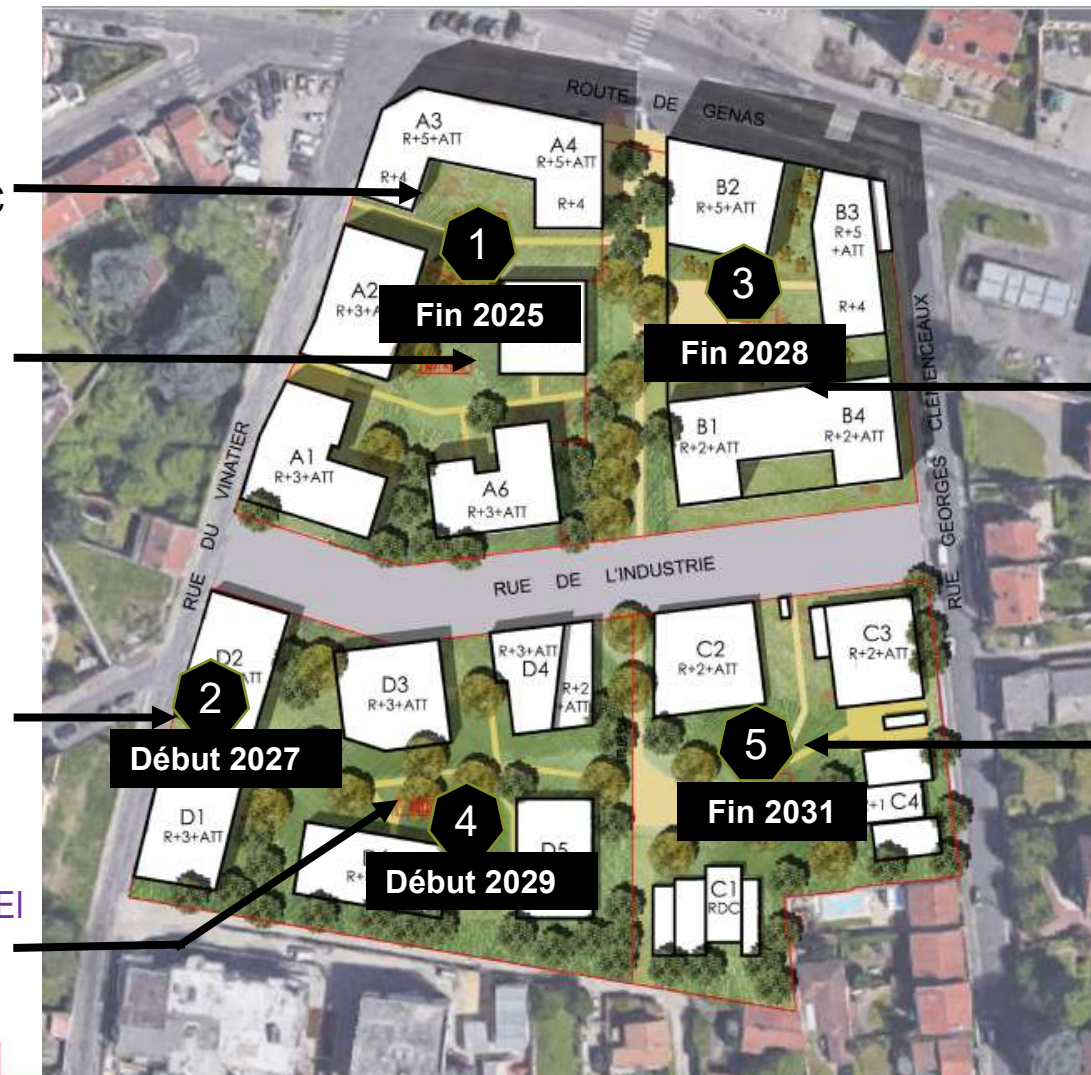 ROUTE DE GENAS
A3
R+5+ATT
R+4
A4
R+5+ATT
R+4
B2
R+5+ATT
B3
R+5
+ATT
R+4
C
1
Fin 2025
A2
3
Fin 2028
B1
R+2+ATT
B4
R+2+ATT
A1
R+3+ATT
A6
R+3+ATT
RUE DU VINATIER
RUE GEORGES CLEMENCEAUX
RUE DE L'INDUSTRIE
D2
2
Début 2027
D3
R+3+ATT
R+3+ATT
D4
R+2
+ATT
C2
R+2+ATT
C3
R+2+ATT
5
Fin 2031
D1
R+3+ATT
4
Début 2029
D5
C4
C1
RDC
EI